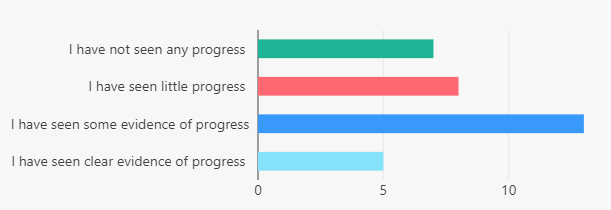 I have not seen any progress
I have seen little progress
I have seen some evidence of progress
I have seen clear evidence of progress
0 5 10